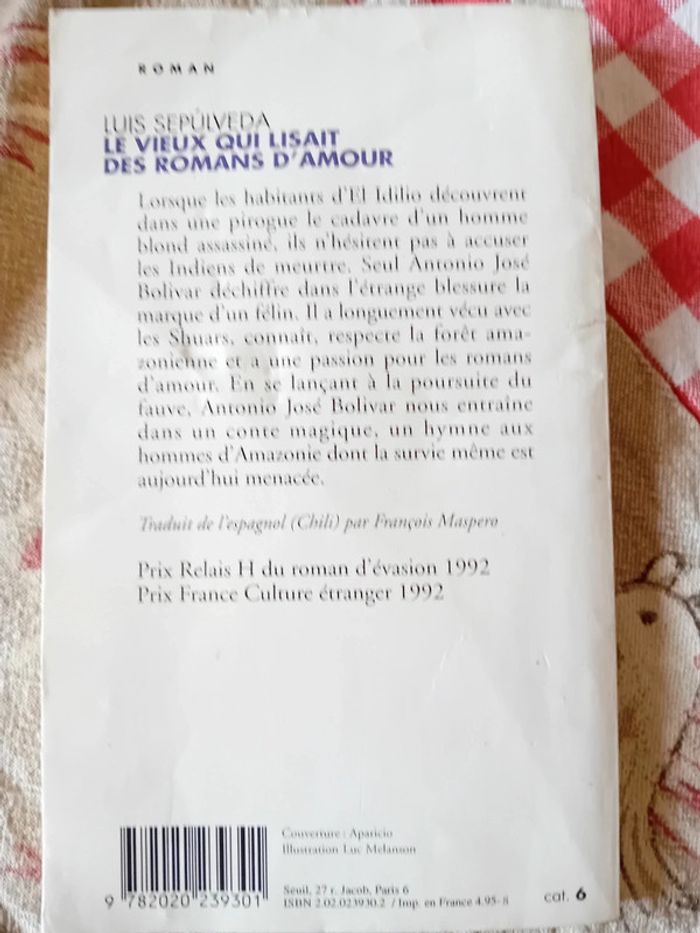 ROMAN
LUIS SEPÚLVEDA
LE VIEUX QUI LISAIT
DES ROMANS D'AMOUR
Lorsque les habitants d'El Idilio découvrent
dans une pirogue le cadavre d'un homme
blond assassiné, ils n'hésitent pas à accuser
les Indiens de meurtre. Seul Antonio José
Bolivar déchiffre dans l'étrange blessure la
marque d'un félin. Il a longuement vécu avec
les Shuars, connaît, respecte la forêt ama-
zonienne et a une passion pour les romans
d'amour. En se lançant à la poursuite du
fauve, Antonio José Bolivar nous entraîne
dans un conte magique, un hymne aux
hommes d'Amazonie dont la survie même est
aujourd'hui menacée.
Traduit de l'espagnol (Chili) par François Maspero
Prix Relais H du roman d'évasion 1992
Prix France Culture étranger 1992
Couverture : Aparicio
Illustration Luc Melanson
9 782020 239301
Seuil, 27 r. Jacob, Paris 6
ISBN 2.02.023930.2 / Imp. en France 4.95-8
cat. 6